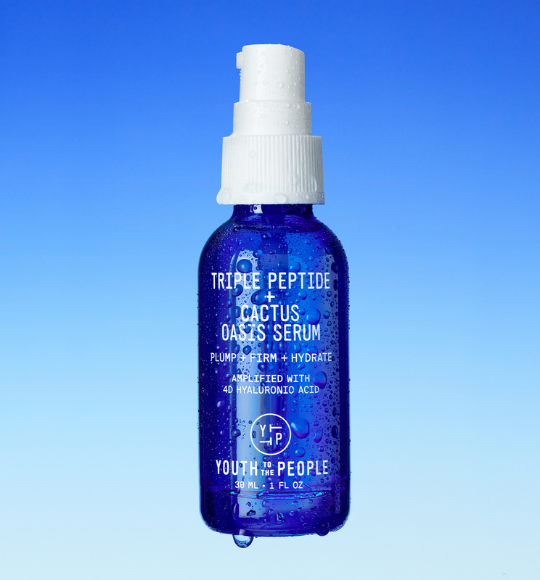 TRIPLE PEPTIDE
+
CACTUS
OASIS SERUM
PLUMP + FIRM + HYDRATE
AMPLIFIED WITH
4D HYALURONIC ACID
Y
TT
P
YOUTH TO THE PEOPLE
30 ML • 1 FL OZ